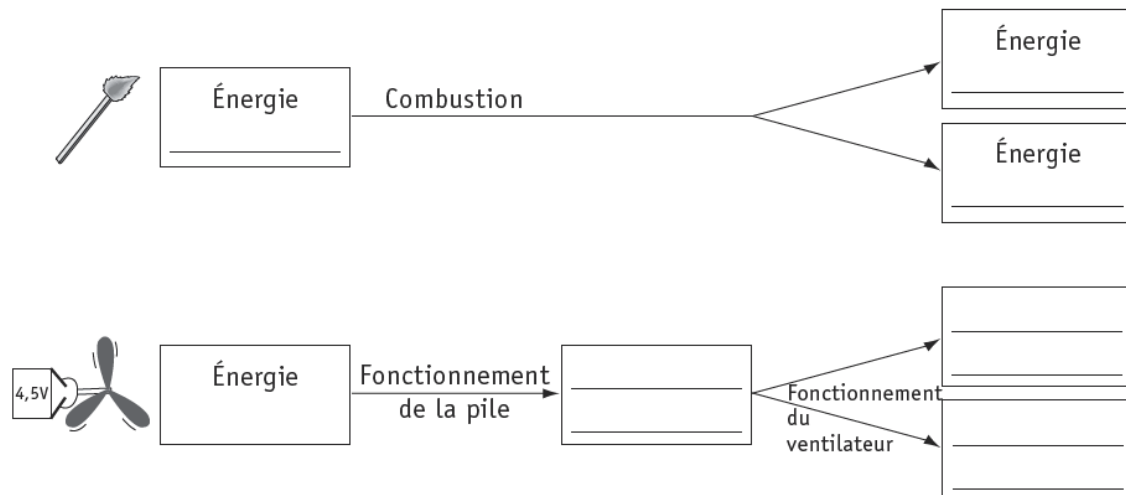 Énergie
Énergie
Combustion
Énergie
Énergie
4,5V
Fonctionnement
de la pile
Fonctionnement
du
ventilateur